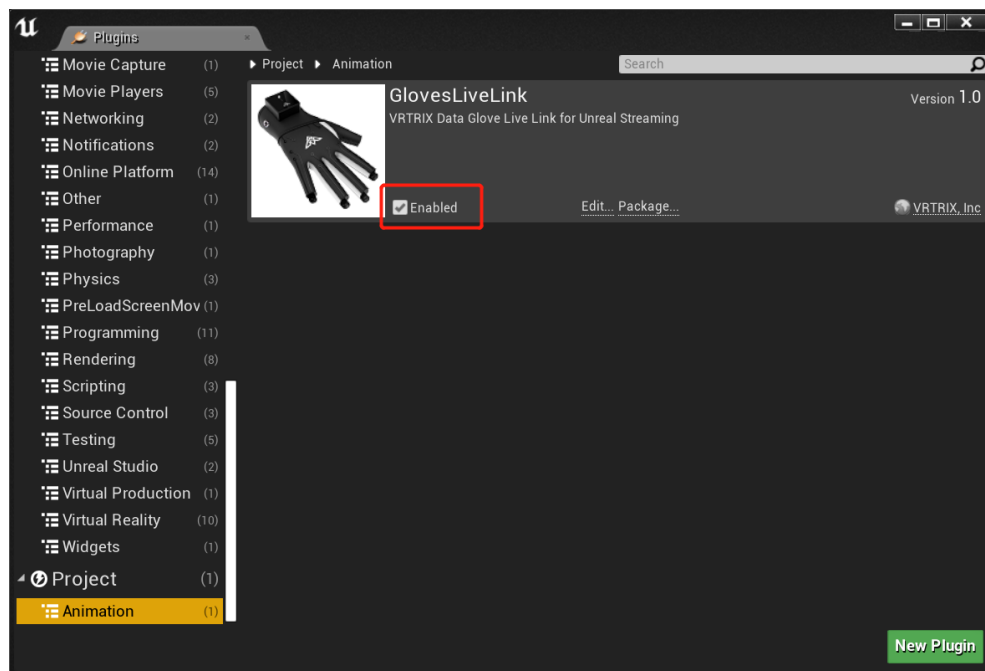 Plugins
Movie Capture (1)
Movie Players (5)
Networking (2)
Notifications (2)
Online Platform (14)
Other (1)
Performance (1)
Photography (1)
Physics (3)
PreLoadScreenMov (1)
Programming (11)
Rendering (8)
Scripting (3)
Source Control (3)
Testing (5)
Unreal Studio (2)
Virtual Production (1)
Virtual Reality (10)
Widgets (1)
Project (1)
Animation (1)
Project Animation
Search
GlovesLiveLink
Version 1.0
VRTRIX Data Glove Live Link for Unreal Streaming
Enabled
Edit... Package...
VRTRIX, Inc
New Plugin